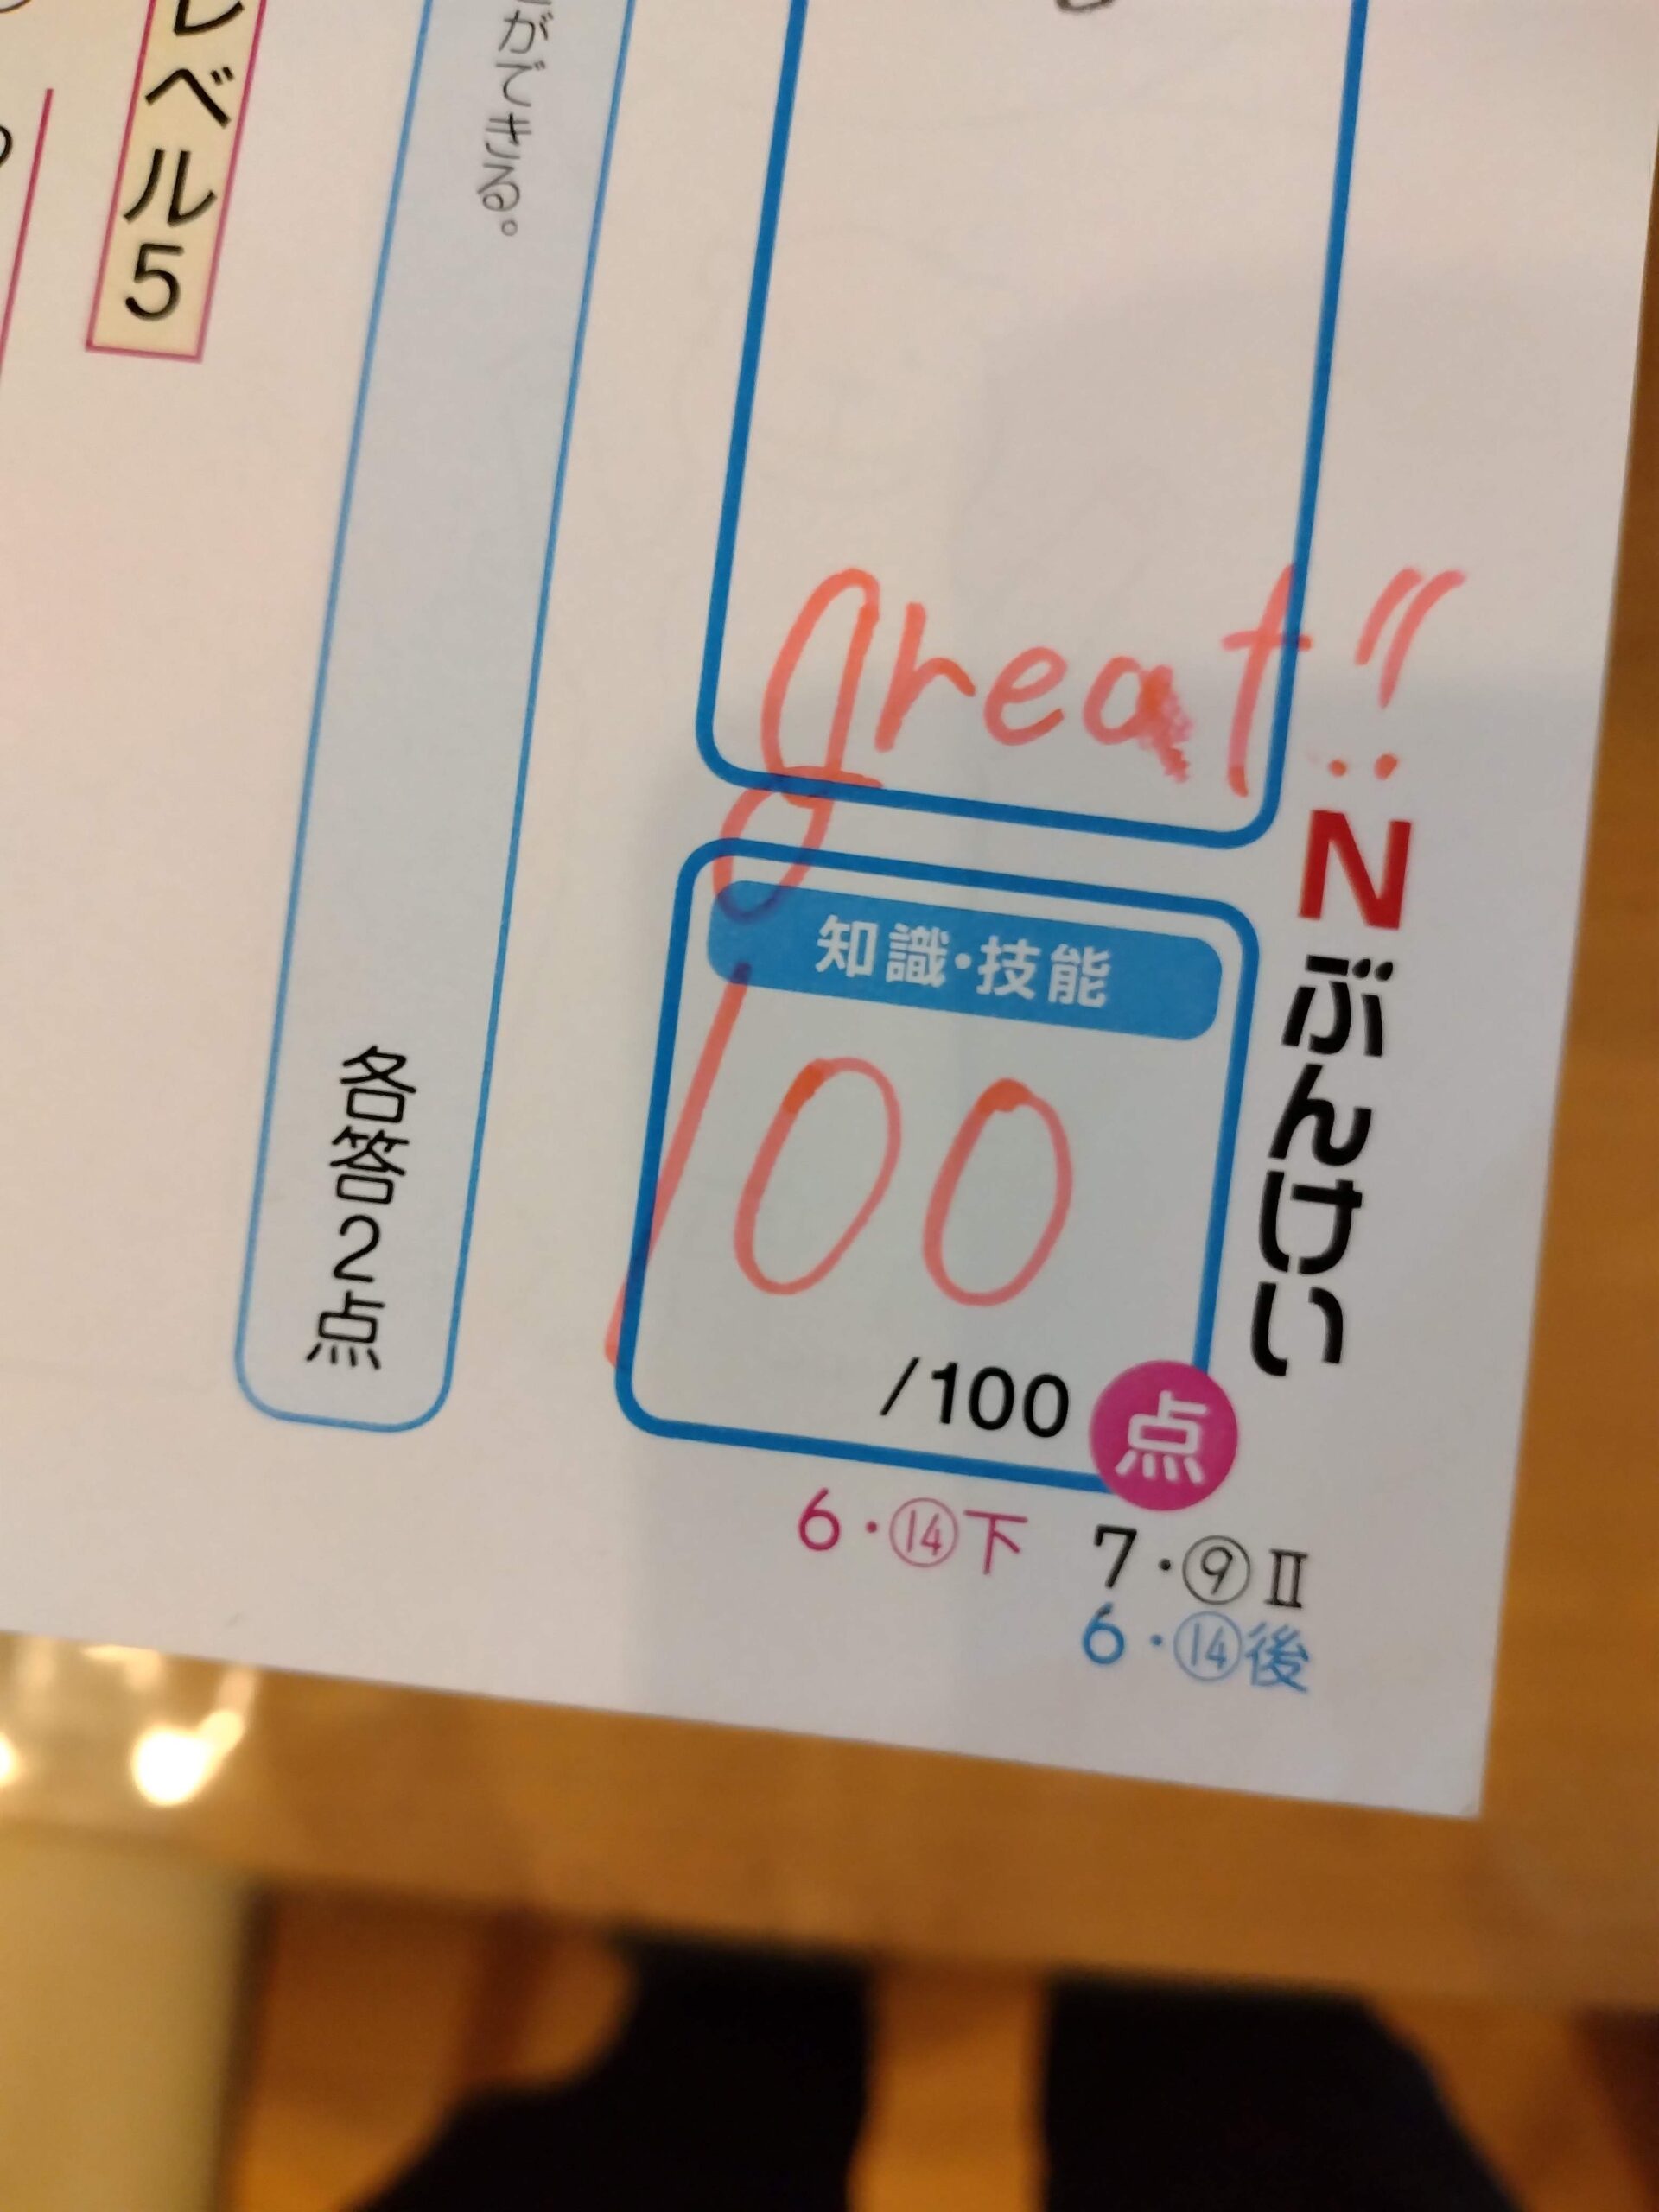 great!!
N ぶんけい
知識・技能
100
/100 点
6・⑭下 7・⑨Ⅱ
6・⑭後
ができる。
各答2点
レベル5